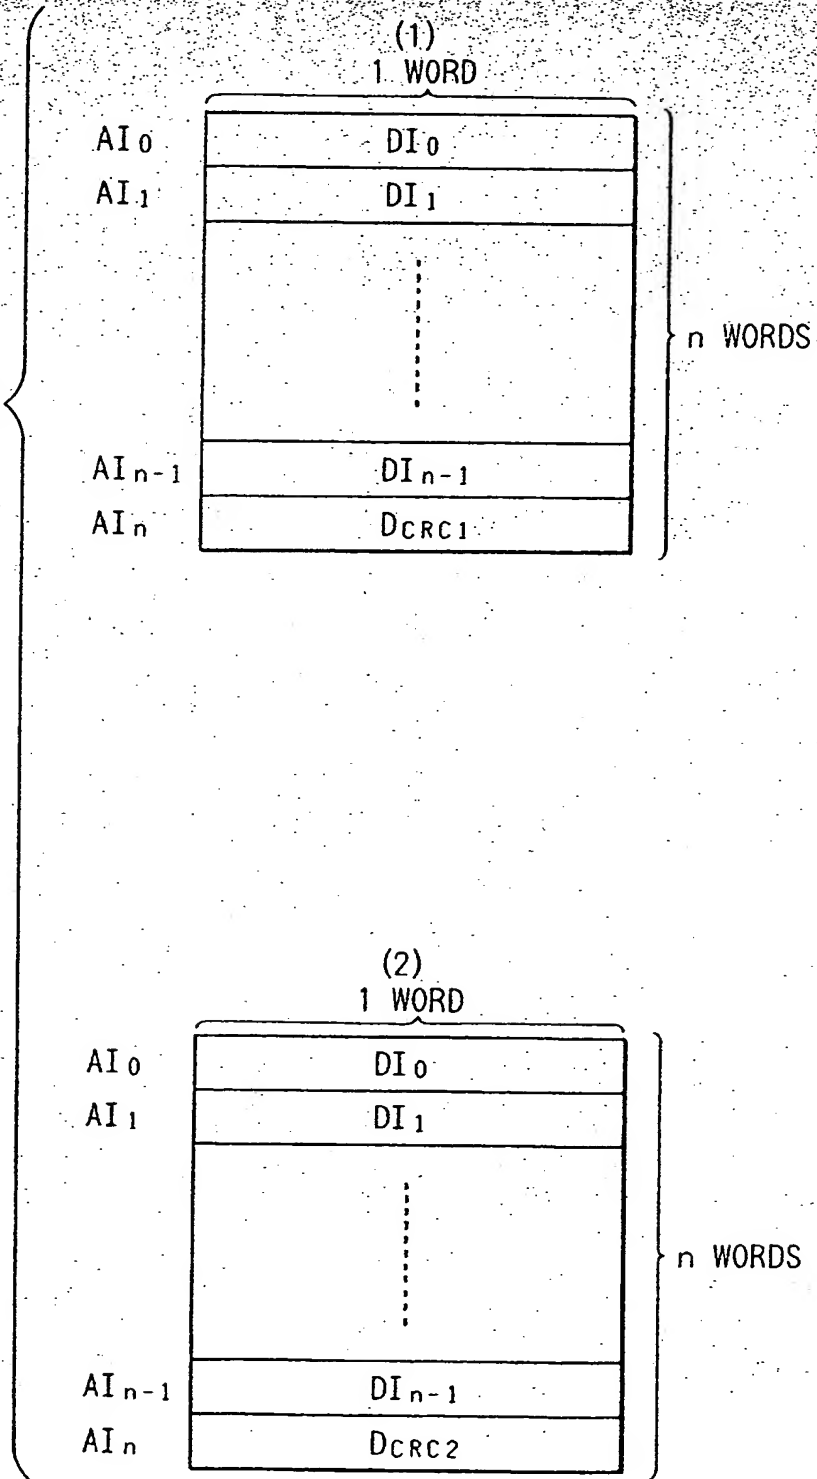 (1)
1 WORD
AI0 DI0
AI1 DI1
n WORDS
AIn-1 DIn-1
AIn DCRC1
(2)
1 WORD
AI0 DI0
AI1 DI1
n WORDS
AIn-1 DIn-1
AIn DCRC2